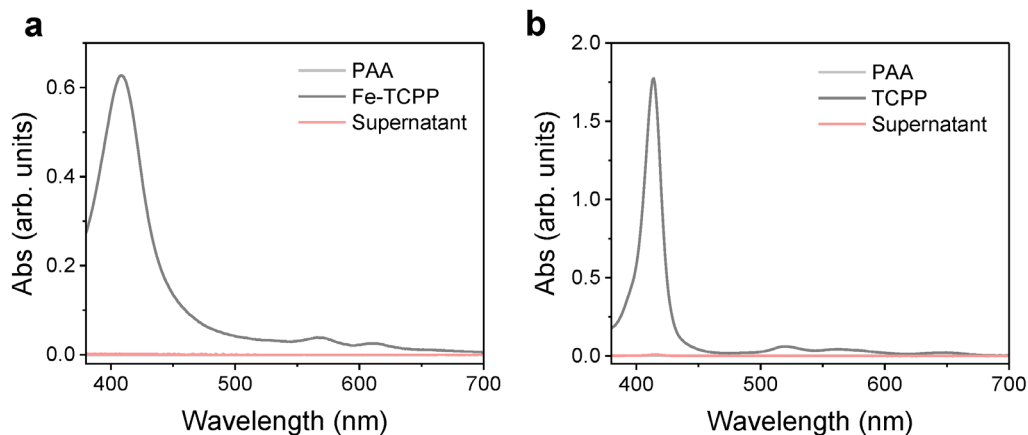 a
PAA
Fe-TCPP
Supernatant
0.6
0.4
0.2
0.0
Abs (arb. units)
400
500
600
700
Wavelength (nm)
b
PAA
TCPP
Supernatant
2.0
1.5
1.0
0.5
0.0
Abs (arb. units)
400
500
600
700
Wavelength (nm)